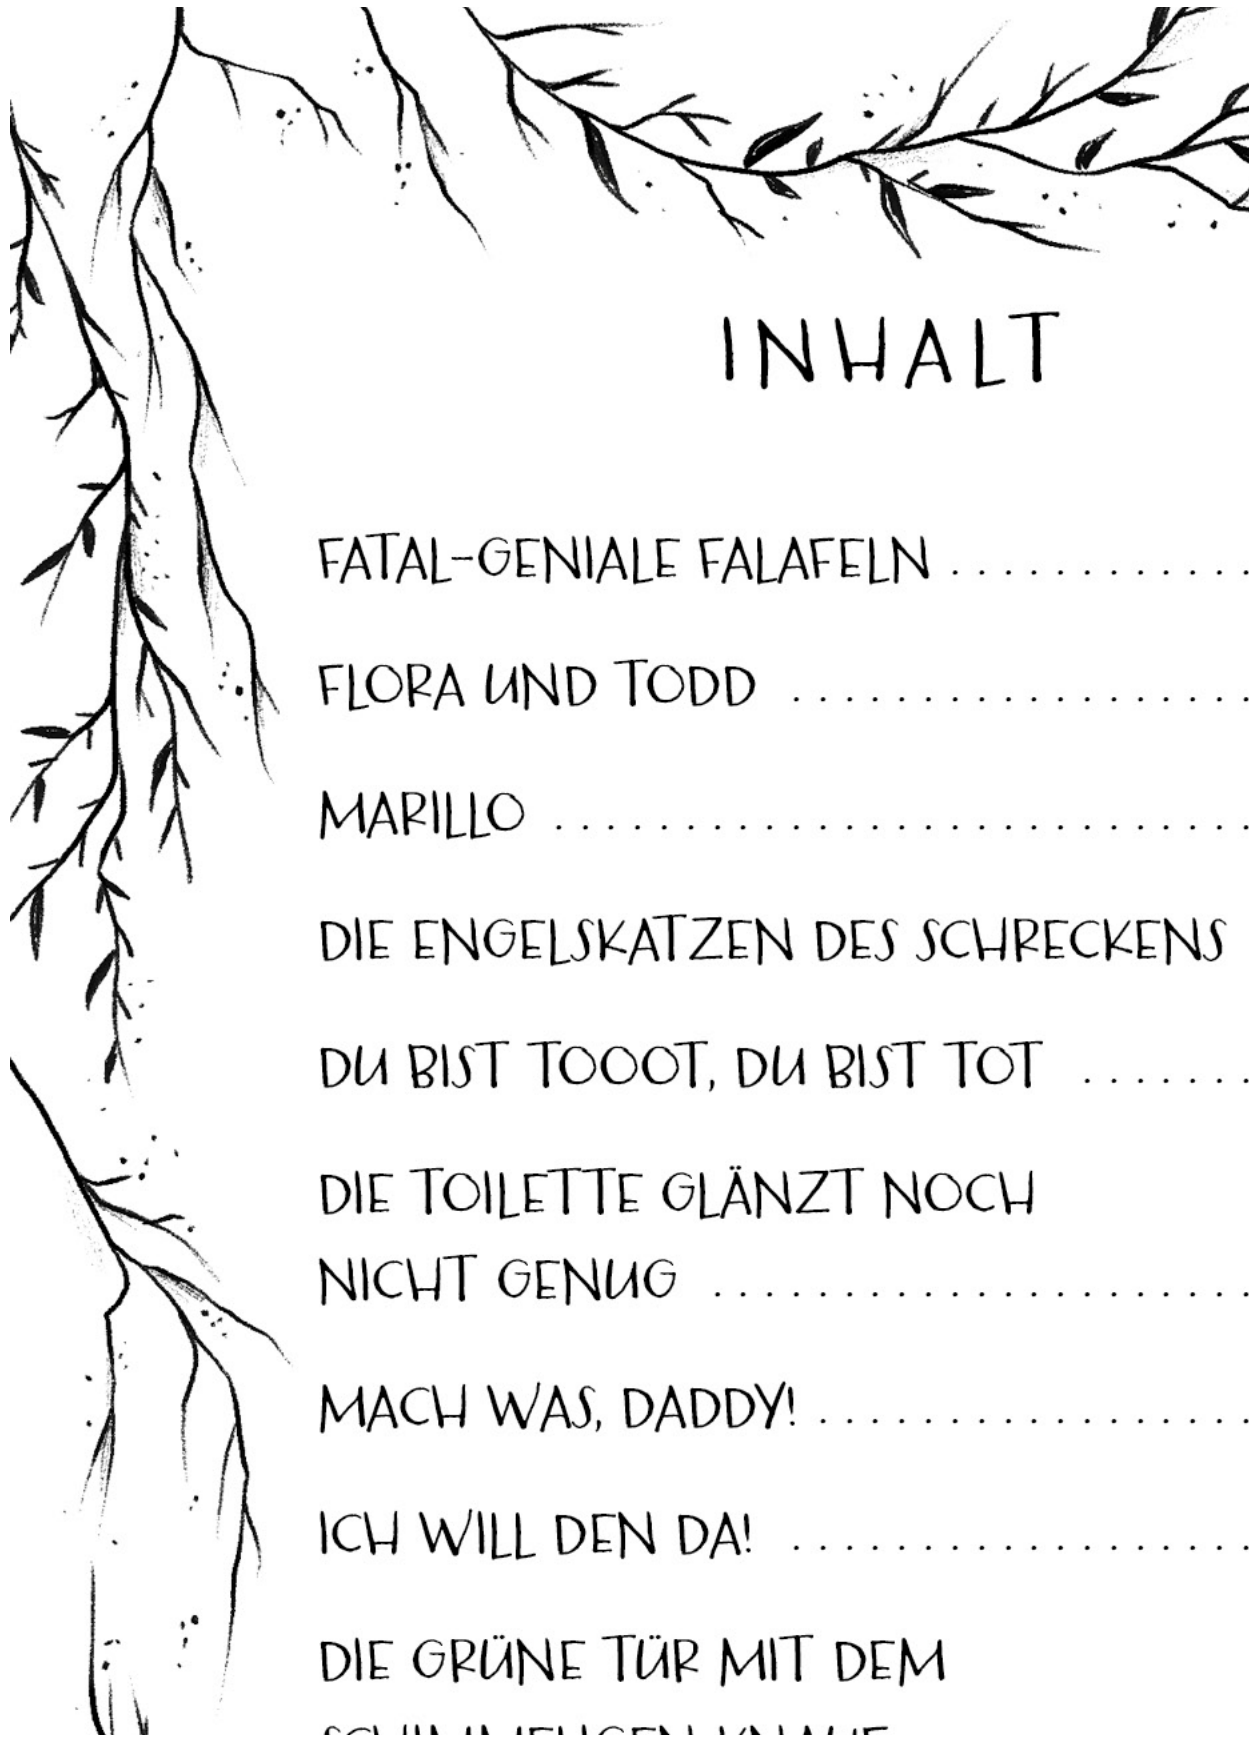 INHALT
FATAL-GENIALE FALAFELN . . . . . . . . . . . .
FLORA UND TODD . . . . . . . . . . . . . . . . . .
MARILLO . . . . . . . . . . . . . . . . . . . . . . . . . . .
DIE ENGELSKATZEN DES SCHRECKENS
DU BIST TOOOT, DU BIST TOT . . . . . . .
DIE TOILETTE GLÄNZT NOCH
NICHT GENUG . . . . . . . . . . . . . . . . . . . . .
MACH WAS, DADDY! . . . . . . . . . . . . . . . . .
ICH WILL DEN DA! . . . . . . . . . . . . . . . . . .
DIE GRÜNE TÜR MIT DEM